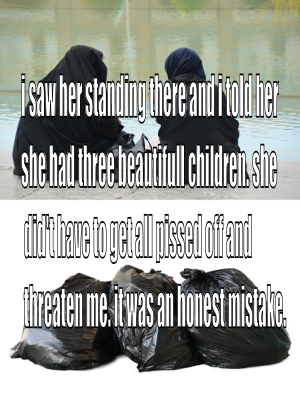 i saw her standing there and i told her
she had three beautifull children. she
did't have to get all pissed off and
threaten me. it was an honest mistake.